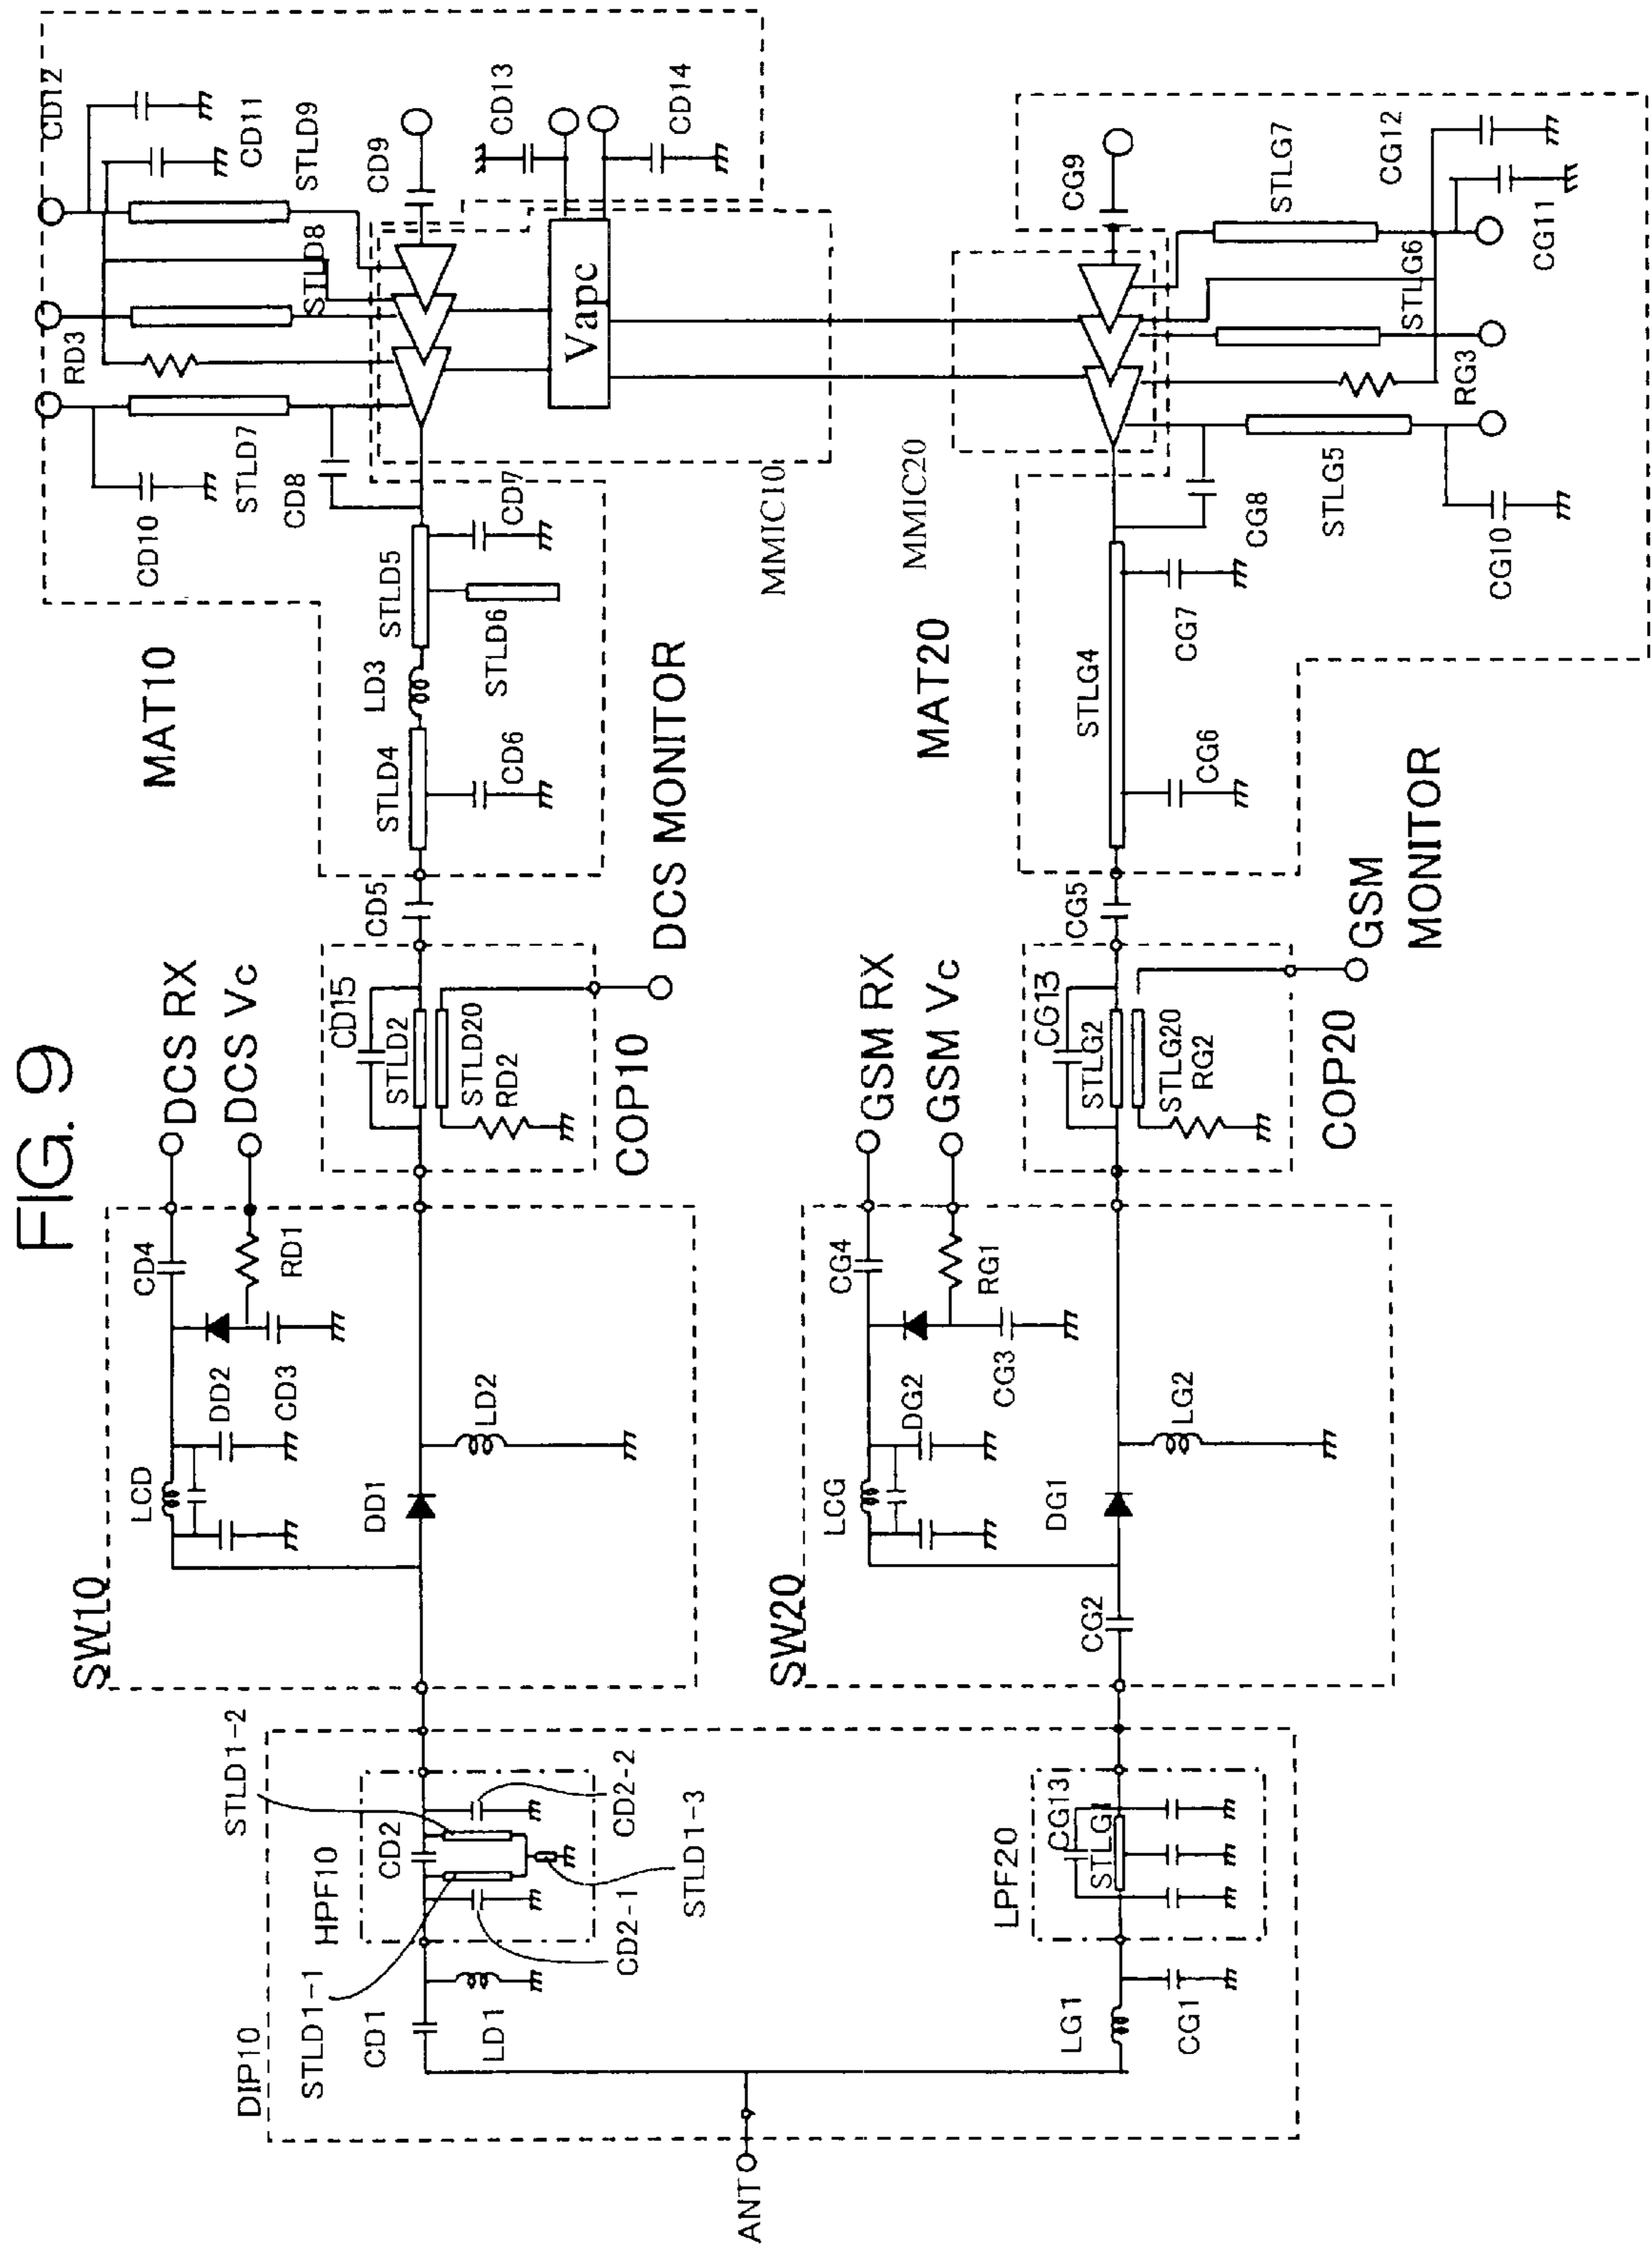 FIG. 9
DIP10
ANT
STLD1-1
CD1
LD1
HPF10
CD2
STLD1-2
CD2-2
CD2-1
STLD1-3
LG1
CG1
LPF20
CG13
STLG1
SW10
LCD
DD2
CD3
CD4
RD1
DCS RX
DCS Vc
DD1
LD2
SW20
LCG
DG2
CG3
CG4
RG1
GSM RX
GSM Vc
CG2
DG1
LG2
CD15
STLD2
STLD20
RD2
COP10
DCS MONITOR
CD5
CG13
STLG2
STLG20
RG2
COP20
GSM
MONITOR
CG5
MAT10
STLD4
CD6
LD3
STLD5
STLD6
CD7
CD8
CD10
STLD7
RD3
STLD8
STLD9
CD11
CD12
CD9
CD13
CD14
Vapc
MMIC10
MMIC20
MAT20
STLG4
CG6
CG7
CG8
STLG5
CG10
RG3
STLG6
STLG7
CG9
CG12
CG11